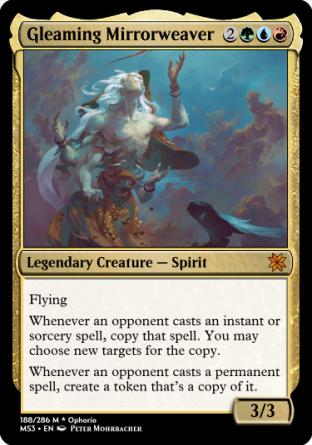 Gleaming Mirrorweaver 2
Legendary Creature — Spirit
Flying
Whenever an opponent casts an instant or
sorcery spell, copy that spell. You may
choose new targets for the copy.
Whenever an opponent casts a permanent
spell, create a token that's a copy of it.
188/286 M * Ophorio
MS3 • EN Peter Mohrbacher
3/3